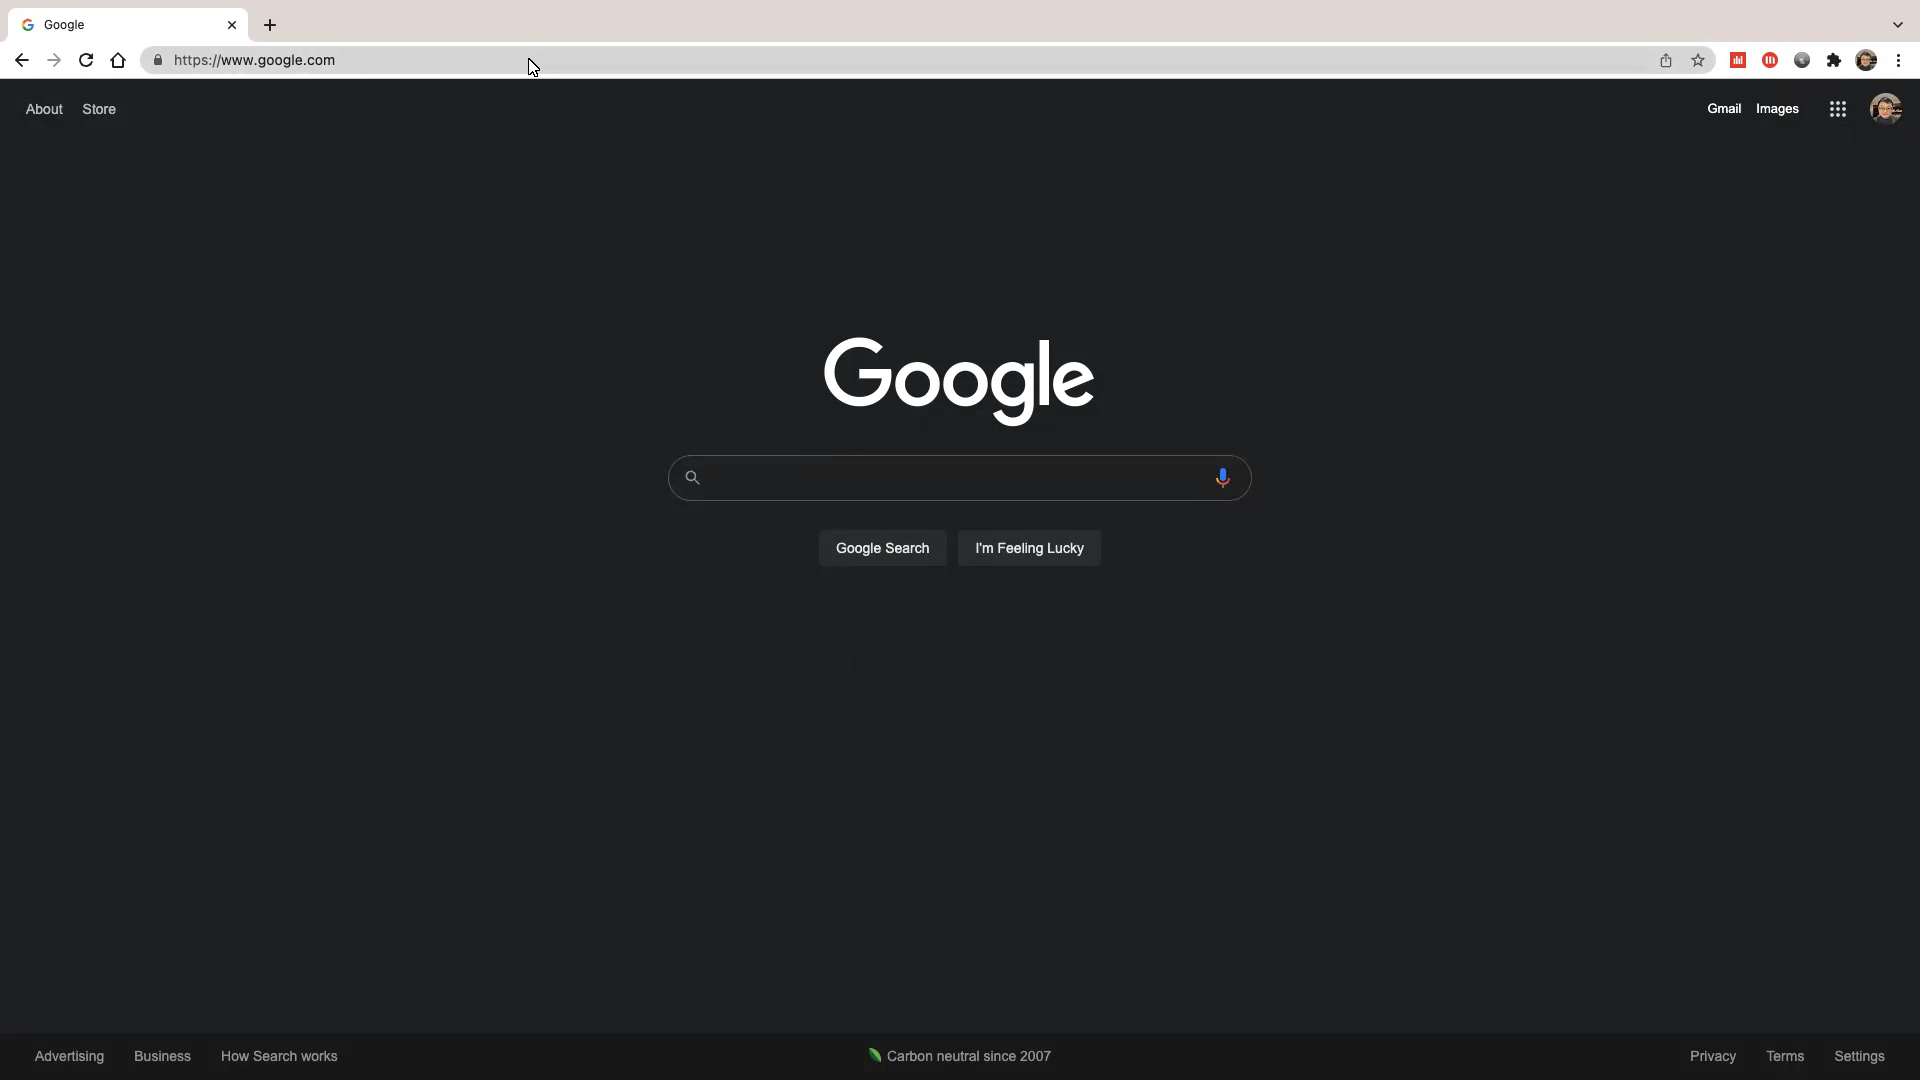 Google
https://www.google.com
About Store
Gmail Images
Google
Google Search I'm Feeling Lucky
Advertising Business How Search works
Carbon neutral since 2007
Privacy Terms Settings